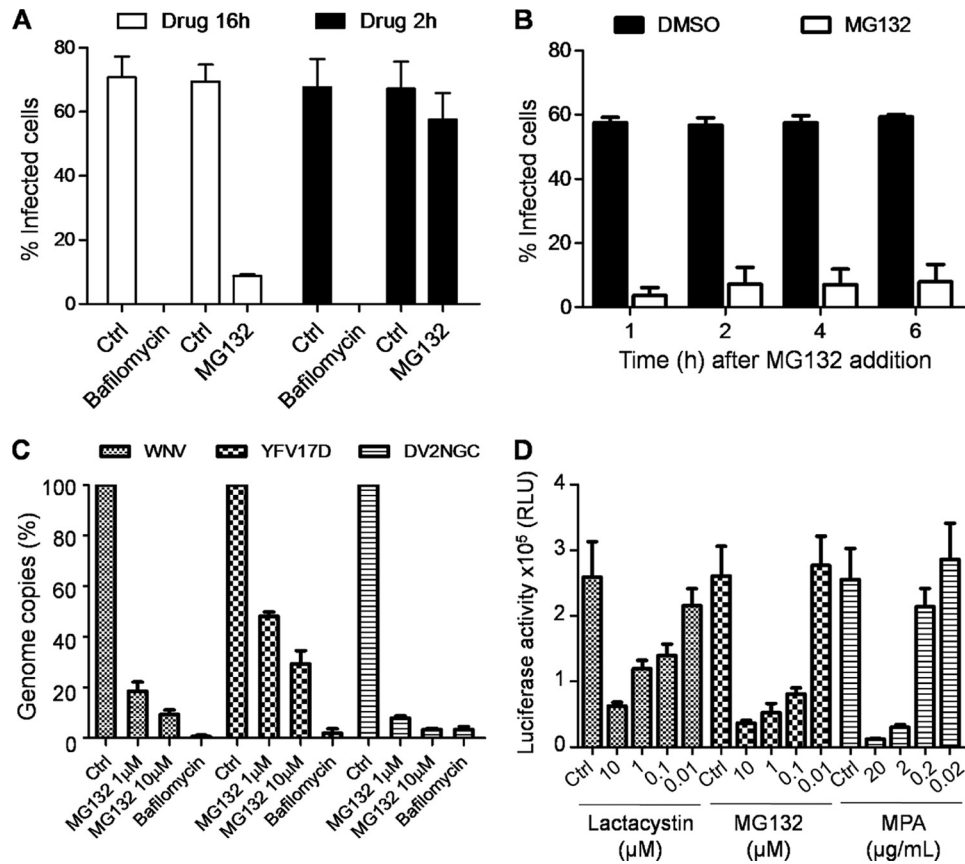 A
Drug 16h
Drug 2h
% Infected cells
80
60
40
20
0
Ctrl
Bafilomycin
Ctrl
MG132
Ctrl
Bafilomycin
Ctrl
MG132
B
DMSO
MG132
% Infected cells
80
60
40
20
0
1 2 4 6
Time (h) after MG132 addition
C
WNV
YFV17D
DV2NGC
Genome copies (%)
100
80
60
40
20
0
Ctrl
MG132 1µM
MG132 10µM
Bafilomycin
Ctrl
MG132 1µM
MG132 10µM
Bafilomycin
Ctrl
MG132 1µM
MG132 10µM
Bafilomycin
D
Luciferase activity x10⁵ (RLU)
4
3
2
1
0
Ctrl 10 1 0.1 0.01 Ctrl 10 1 0.1 0.01 Ctrl 20 2 0.2 0.02
Lactacystin MG132 MPA
(µM) (µM) (µg/mL)